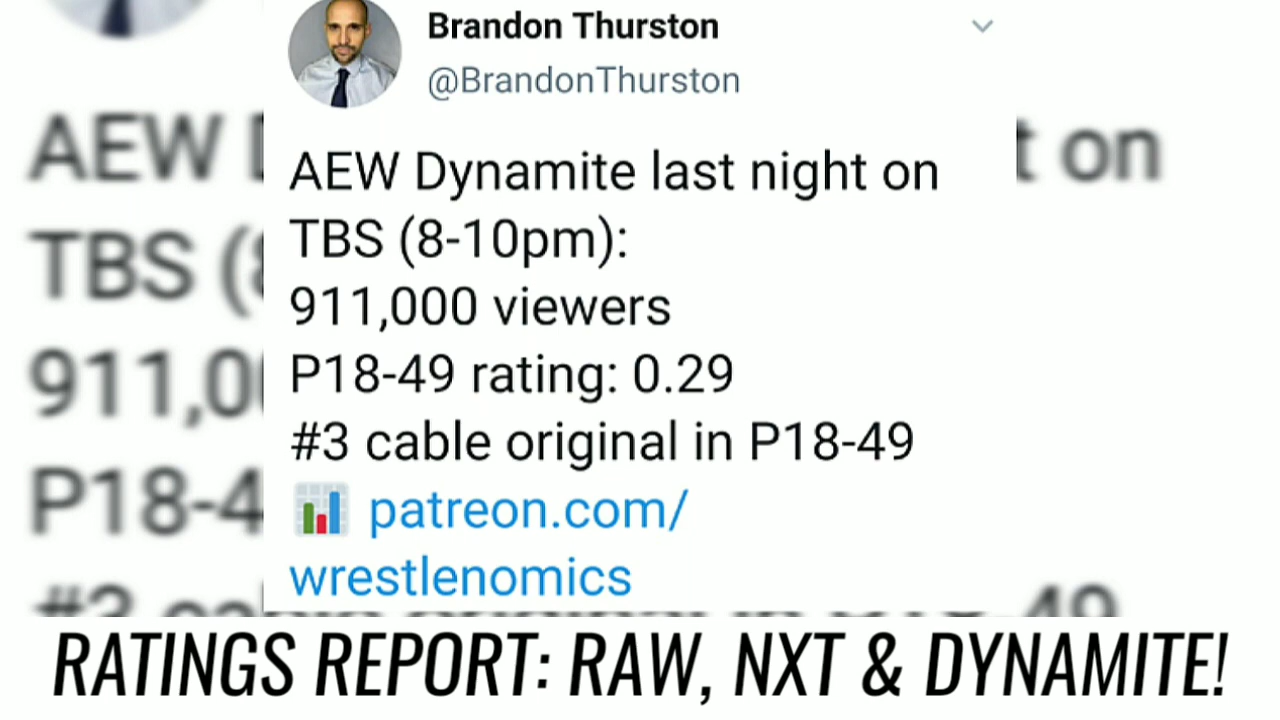 Brandon Thurston
@BrandonThurston
AEW Dynamite last night on
TBS (8-10pm):
911,000 viewers
P18-49 rating: 0.29
#3 cable original in P18-49
📊 patreon.com/
wrestlenomics
RATINGS REPORT: RAW, NXT & DYNAMITE!